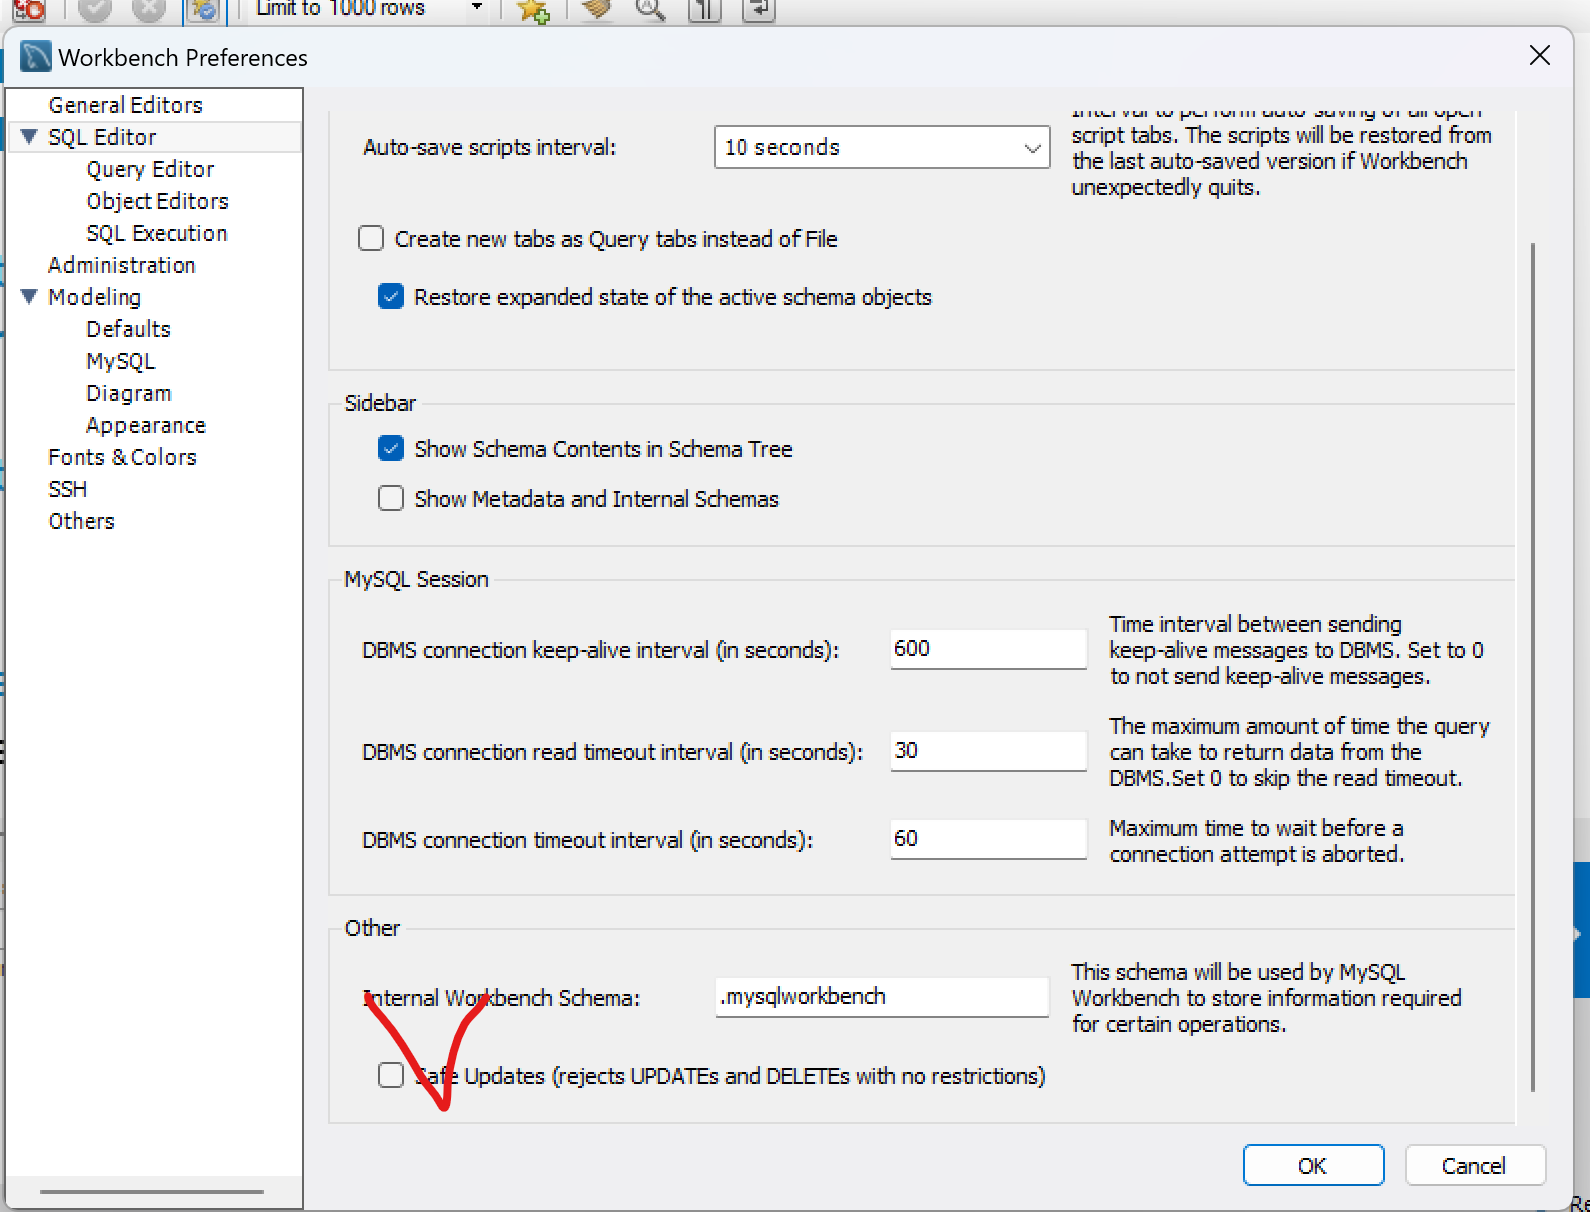 Limit to 1000 rows
Workbench Preferences
General Editors
SQL Editor
Query Editor
Object Editors
SQL Execution
Administration
Modeling
Defaults
MySQL
Diagram
Appearance
Fonts & Colors
SSH
Others
Interval to perform auto-saving of all open
Auto-save scripts interval:
10 seconds
script tabs. The scripts will be restored from
the last auto-saved version if Workbench
unexpectedly quits.
Create new tabs as Query tabs instead of File
Restore expanded state of the active schema objects
Sidebar
Show Schema Contents in Schema Tree
Show Metadata and Internal Schemas
MySQL Session
DBMS connection keep-alive interval (in seconds):
600
Time interval between sending
keep-alive messages to DBMS. Set to 0
to not send keep-alive messages.
DBMS connection read timeout interval (in seconds):
30
The maximum amount of time the query
can take to return data from the
DBMS.Set 0 to skip the read timeout.
DBMS connection timeout interval (in seconds):
60
Maximum time to wait before a
connection attempt is aborted.
Other
Internal Workbench Schema:
.mysqlworkbench
This schema will be used by MySQL
Workbench to store information required
for certain operations.
Safe Updates (rejects UPDATEs and DELETEs with no restrictions)
OK
Cancel
Re